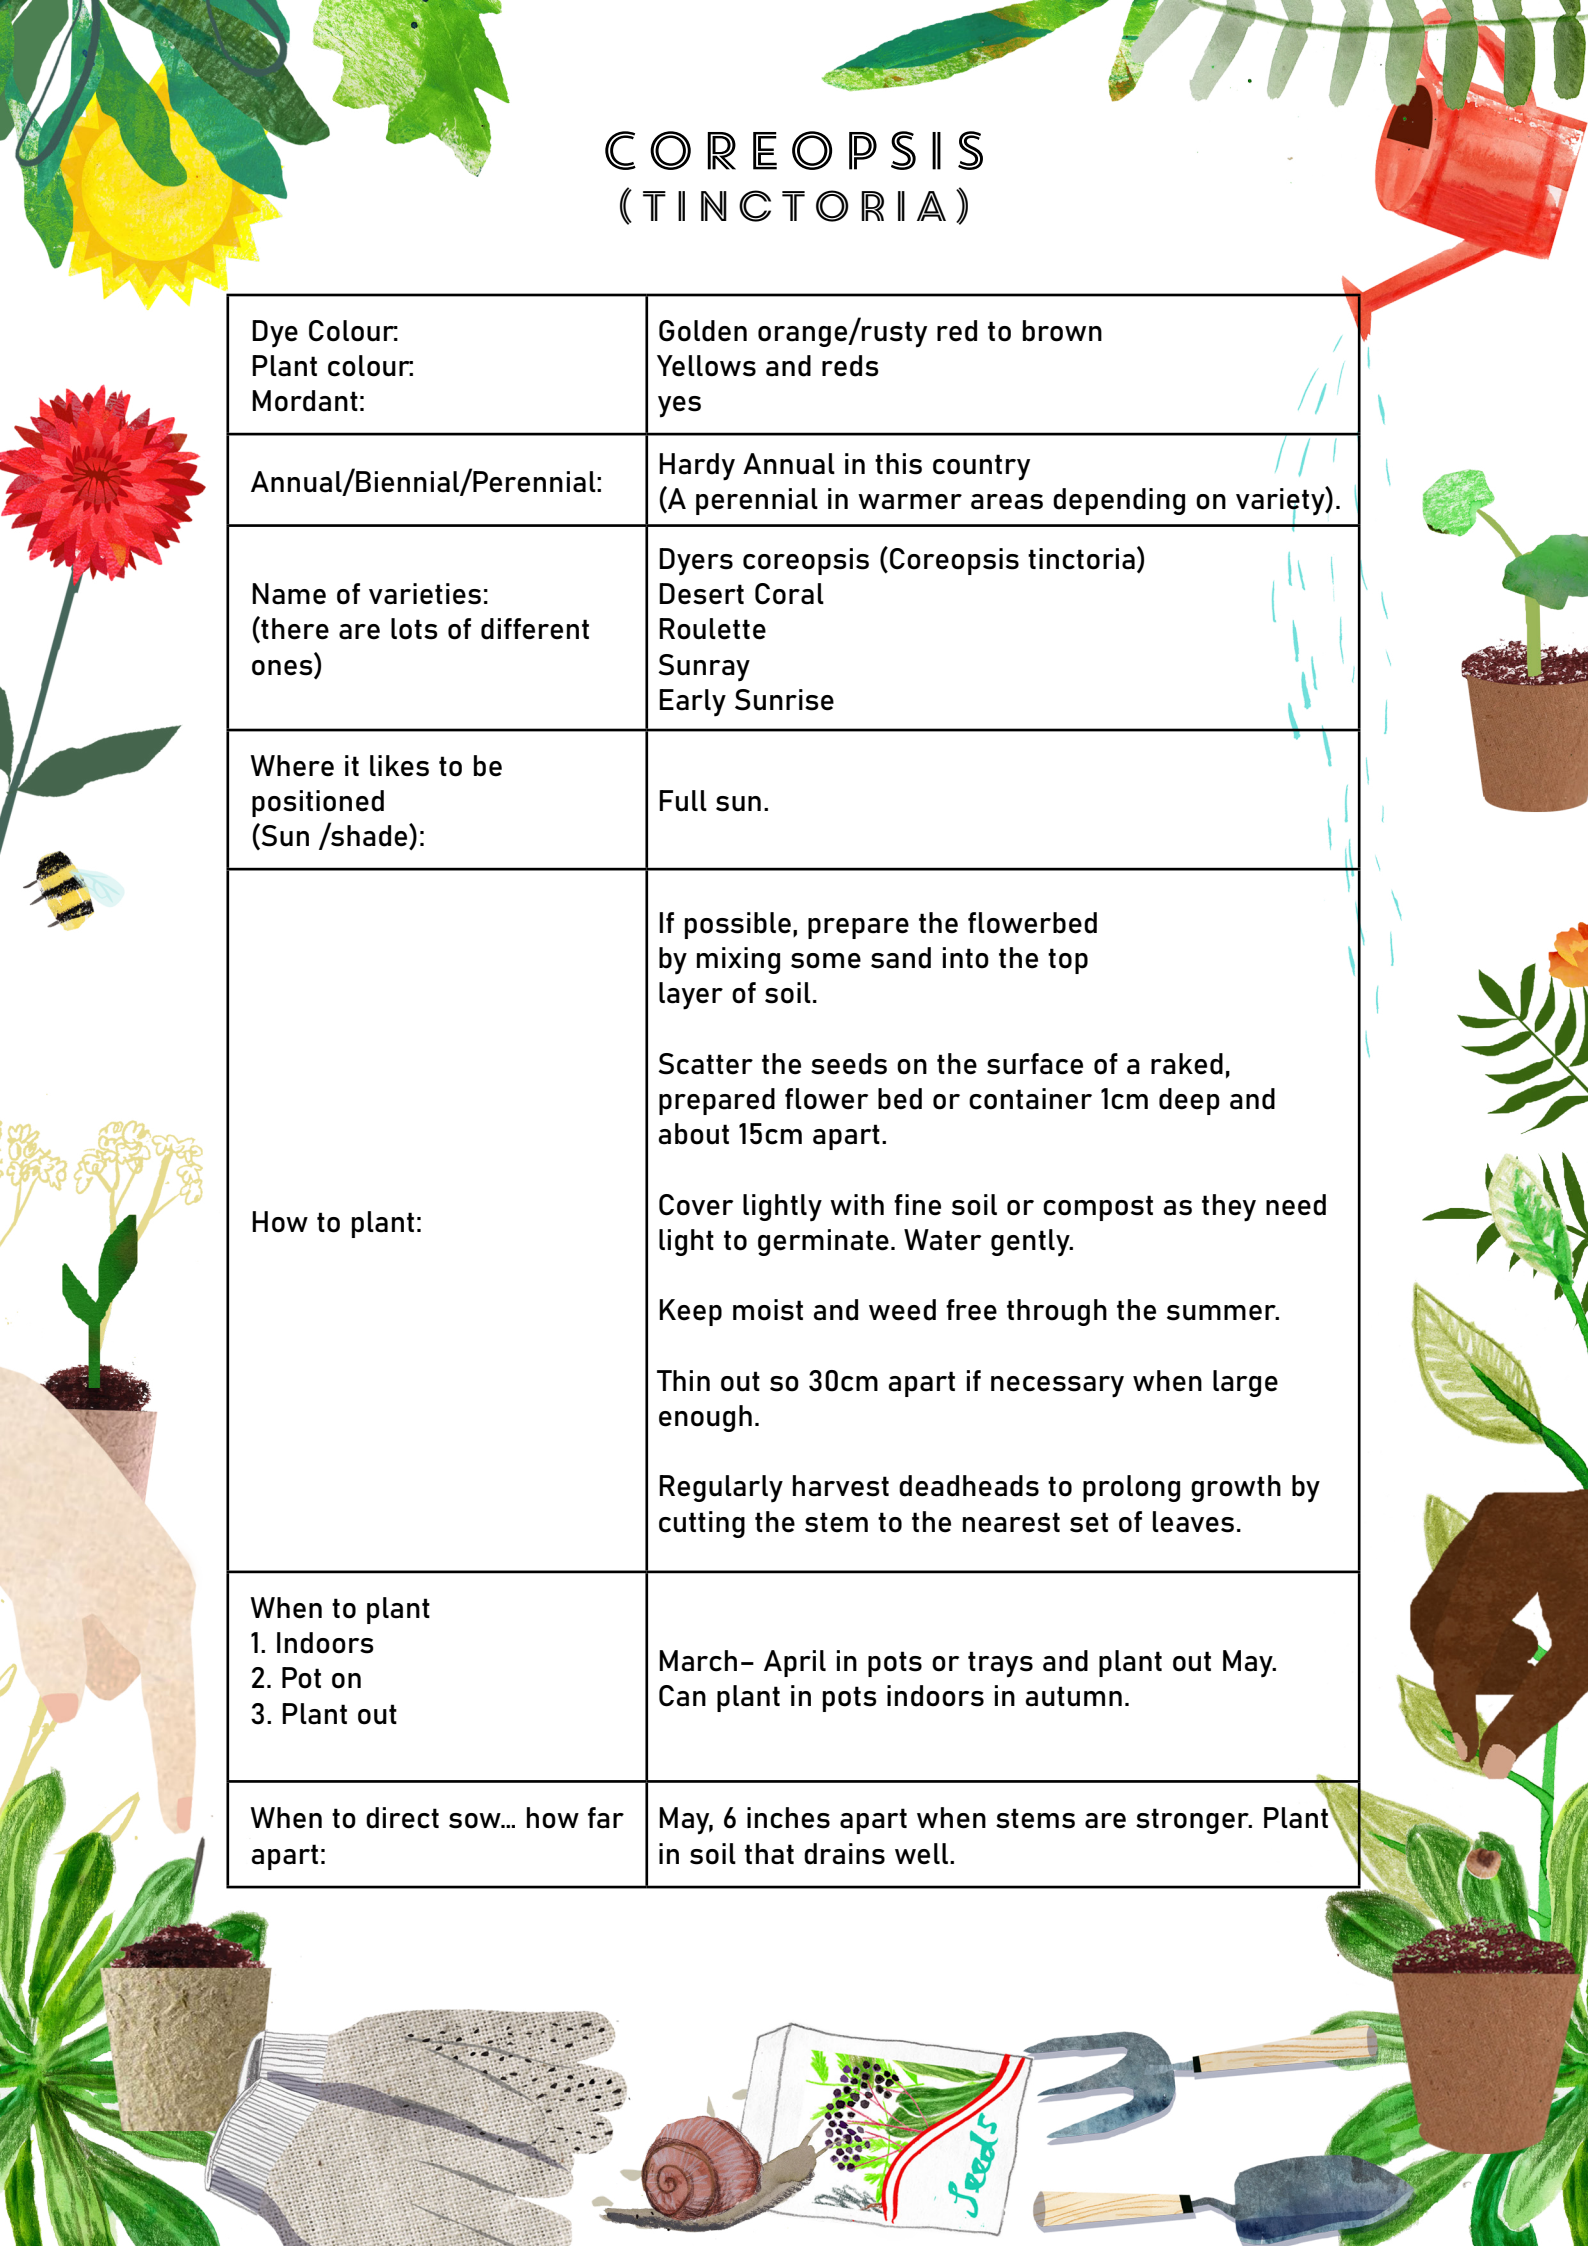 COREOPSIS
(TINCTORIA)
Dye Colour:
Plant colour:
Mordant:
Golden orange/rusty red to brown
Yellows and reds
yes
Annual/Biennial/Perennial:
Hardy Annual in this country
(A perennial in warmer areas depending on variety).
Name of varieties:
(there are lots of different
ones)
Dyers coreopsis (Coreopsis tinctoria)
Desert Coral
Roulette
Sunray
Early Sunrise
Where it likes to be
positioned
(Sun /shade):
Full sun.
How to plant:
If possible, prepare the flowerbed
by mixing some sand into the top
layer of soil.
Scatter the seeds on the surface of a raked,
prepared flower bed or container 1cm deep and
about 15cm apart.
Cover lightly with fine soil or compost as they need
light to germinate. Water gently.
Keep moist and weed free through the summer.
Thin out so 30cm apart if necessary when large
enough.
Regularly harvest deadheads to prolong growth by
cutting the stem to the nearest set of leaves.
When to plant
1. Indoors
2. Pot on
3. Plant out
March– April in pots or trays and plant out May.
Can plant in pots indoors in autumn.
When to direct sow... how far
apart:
May, 6 inches apart when stems are stronger. Plant
in soil that drains well.
Seeds